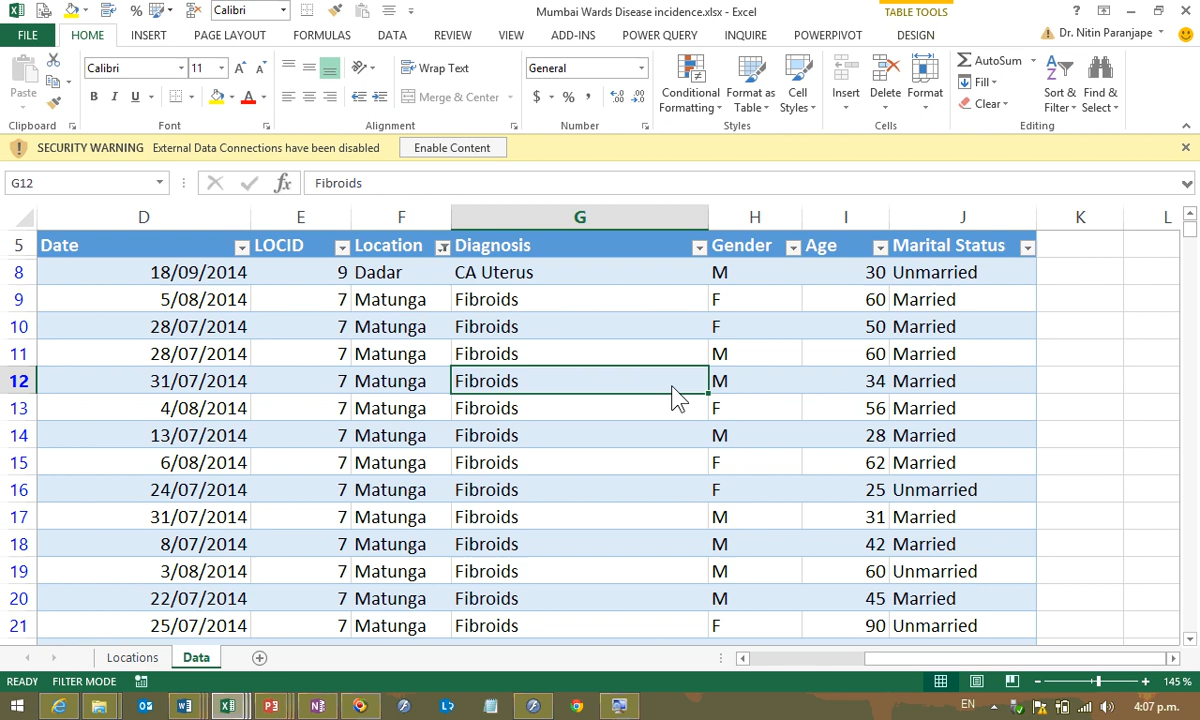 Calibri
Mumbai Wards Disease incidence.xlsx - Excel
TABLE TOOLS
FILE HOME INSERT PAGE LAYOUT FORMULAS DATA REVIEW VIEW ADD-INS POWER QUERY INQUIRE POWERPIVOT DESIGN Dr. Nitin Paranjape
Paste
Calibri 11
B I U
Wrap Text
Merge & Center
General
$ % ,
Conditional Formatting
Format as Table
Cell Styles
Insert Delete Format
AutoSum
Fill
Clear
Sort & Filter
Find & Select
Clipboard Font Alignment Number Styles Cells Editing
SECURITY WARNING External Data Connections have been disabled Enable Content
G12 fx Fibroids
D E F G H I J K L
5 Date LOCID Location Diagnosis Gender Age Marital Status
8 18/09/2014 9 Dadar CA Uterus M 30 Unmarried
9 5/08/2014 7 Matunga Fibroids F 60 Married
10 28/07/2014 7 Matunga Fibroids F 50 Married
11 28/07/2014 7 Matunga Fibroids M 60 Married
12 31/07/2014 7 Matunga Fibroids M 34 Married
13 4/08/2014 7 Matunga Fibroids F 56 Married
14 13/07/2014 7 Matunga Fibroids M 28 Married
15 6/08/2014 7 Matunga Fibroids F 62 Married
16 24/07/2014 7 Matunga Fibroids F 25 Unmarried
17 31/07/2014 7 Matunga Fibroids M 31 Married
18 8/07/2014 7 Matunga Fibroids M 42 Married
19 3/08/2014 7 Matunga Fibroids M 60 Unmarried
20 22/07/2014 7 Matunga Fibroids M 45 Married
21 25/07/2014 7 Matunga Fibroids F 90 Unmarried
Locations Data
READY FILTER MODE 145 %
EN 4:07 p.m.